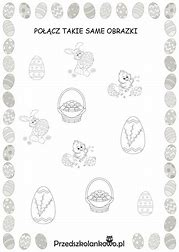 POŁĄCZ TAKIE SAME OBRAZKI
Przedszkolankowo.pl